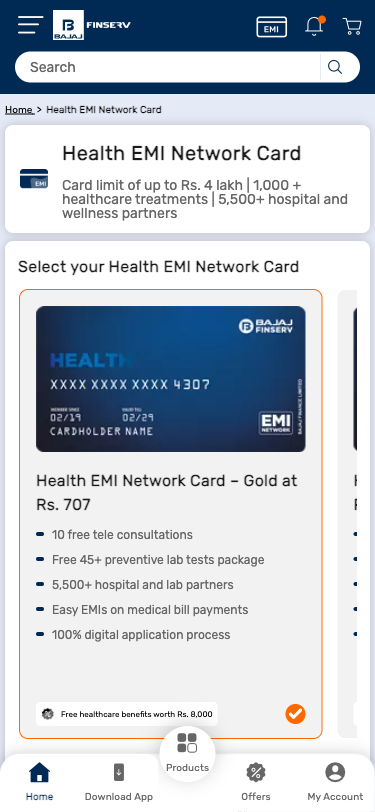 BAJAJ
FINSERV
EMI
Search
Home > Health EMI Network Card
Health EMI Network Card
Card limit of up to Rs. 4 lakh | 1,000 +
healthcare treatments | 5,500+ hospital and
wellness partners
EMI
Select your Health EMI Network Card
BAJAJ
FINSERV
HEALTH
XXXX XXXX XXXX 4307
MEMBER SINCE
VALID TILL
02/19
02/29
CARDHOLDER NAME
EMI
NETWORK
BAJAJ FINANCE LIMITED
Health EMI Network Card – Gold at
Rs. 707
10 free tele consultations
Free 45+ preventive lab tests package
5,500+ hospital and lab partners
Easy EMIs on medical bill payments
100% digital application process
Free healthcare benefits worth Rs. 8,000
Home
Download App
Products
Offers
My Account